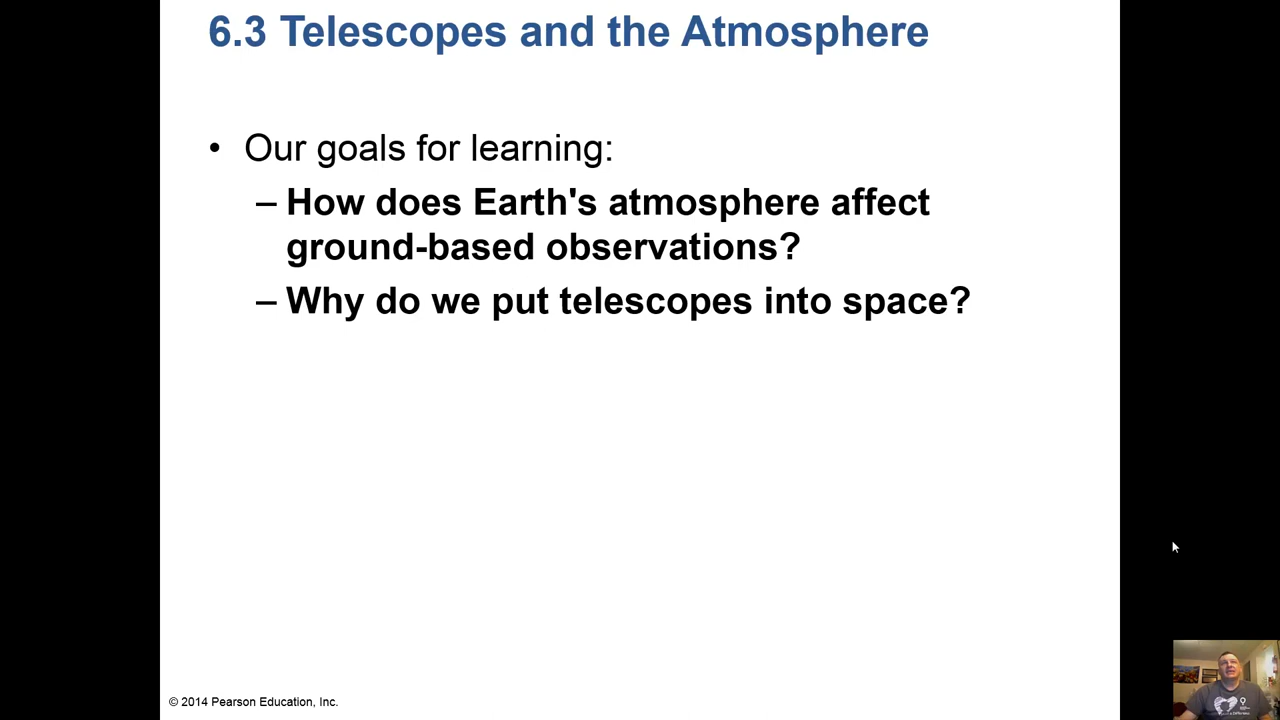 6.3 Telescopes and the Atmosphere
• Our goals for learning:
– How does Earth's atmosphere affect
ground-based observations?
– Why do we put telescopes into space?
© 2014 Pearson Education, Inc.